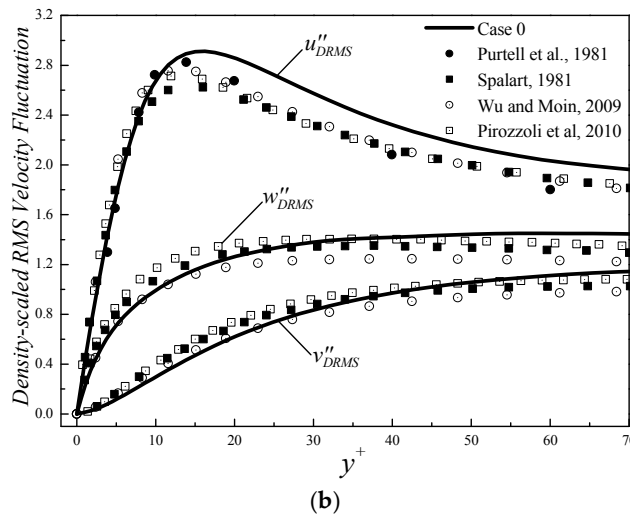 Density-scaled RMS Velocity Fluctuation
3.2
2.8
2.4
2.0
1.6
1.2
0.8
0.4
0.0
u''DRMS
w''DRMS
v''DRMS
Case 0
Purtell et al., 1981
Spalart, 1981
Wu and Moin, 2009
Pirozzoli et al, 2010
0 10 20 30 40 50 60 70
y+
(b)